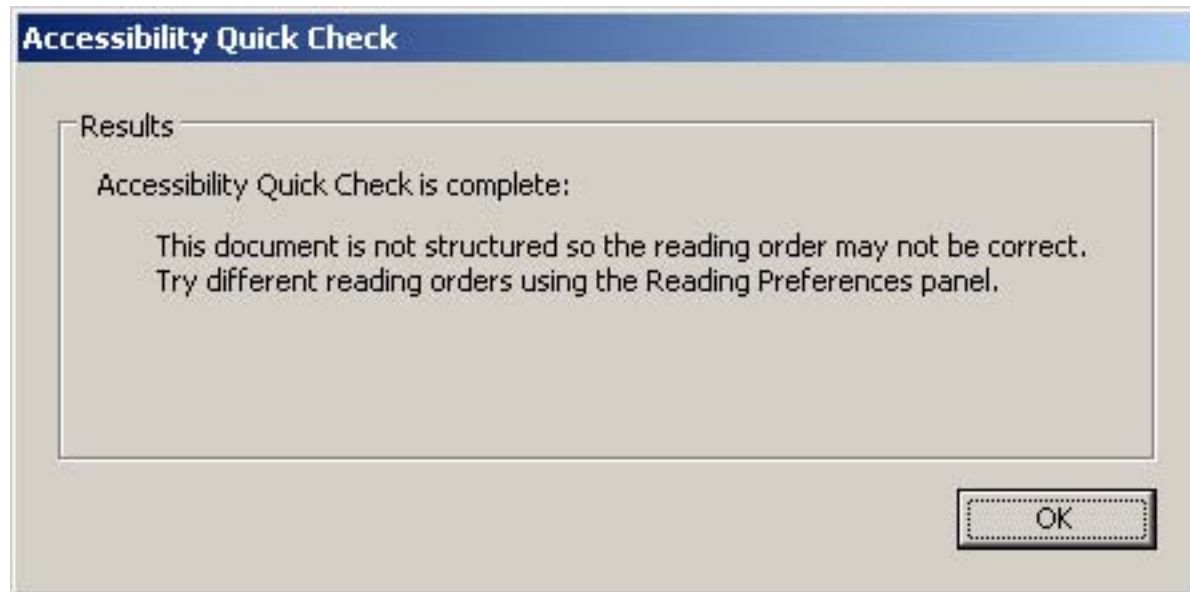 Accessibility Quick Check
Results
Accessibility Quick Check is complete:
This document is not structured so the reading order may not be correct.
Try different reading orders using the Reading Preferences panel.
OK